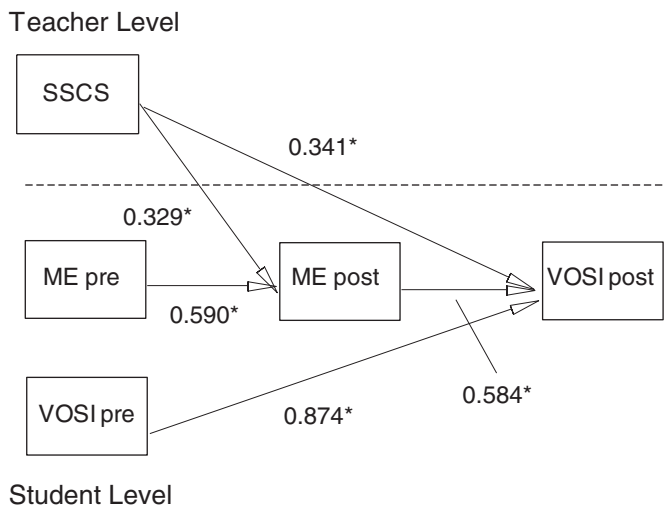 Teacher Level
SSCS
0.341*
0.329*
ME pre
ME post
VOSI post
0.590*
0.584*
VOSI pre
0.874*
Student Level